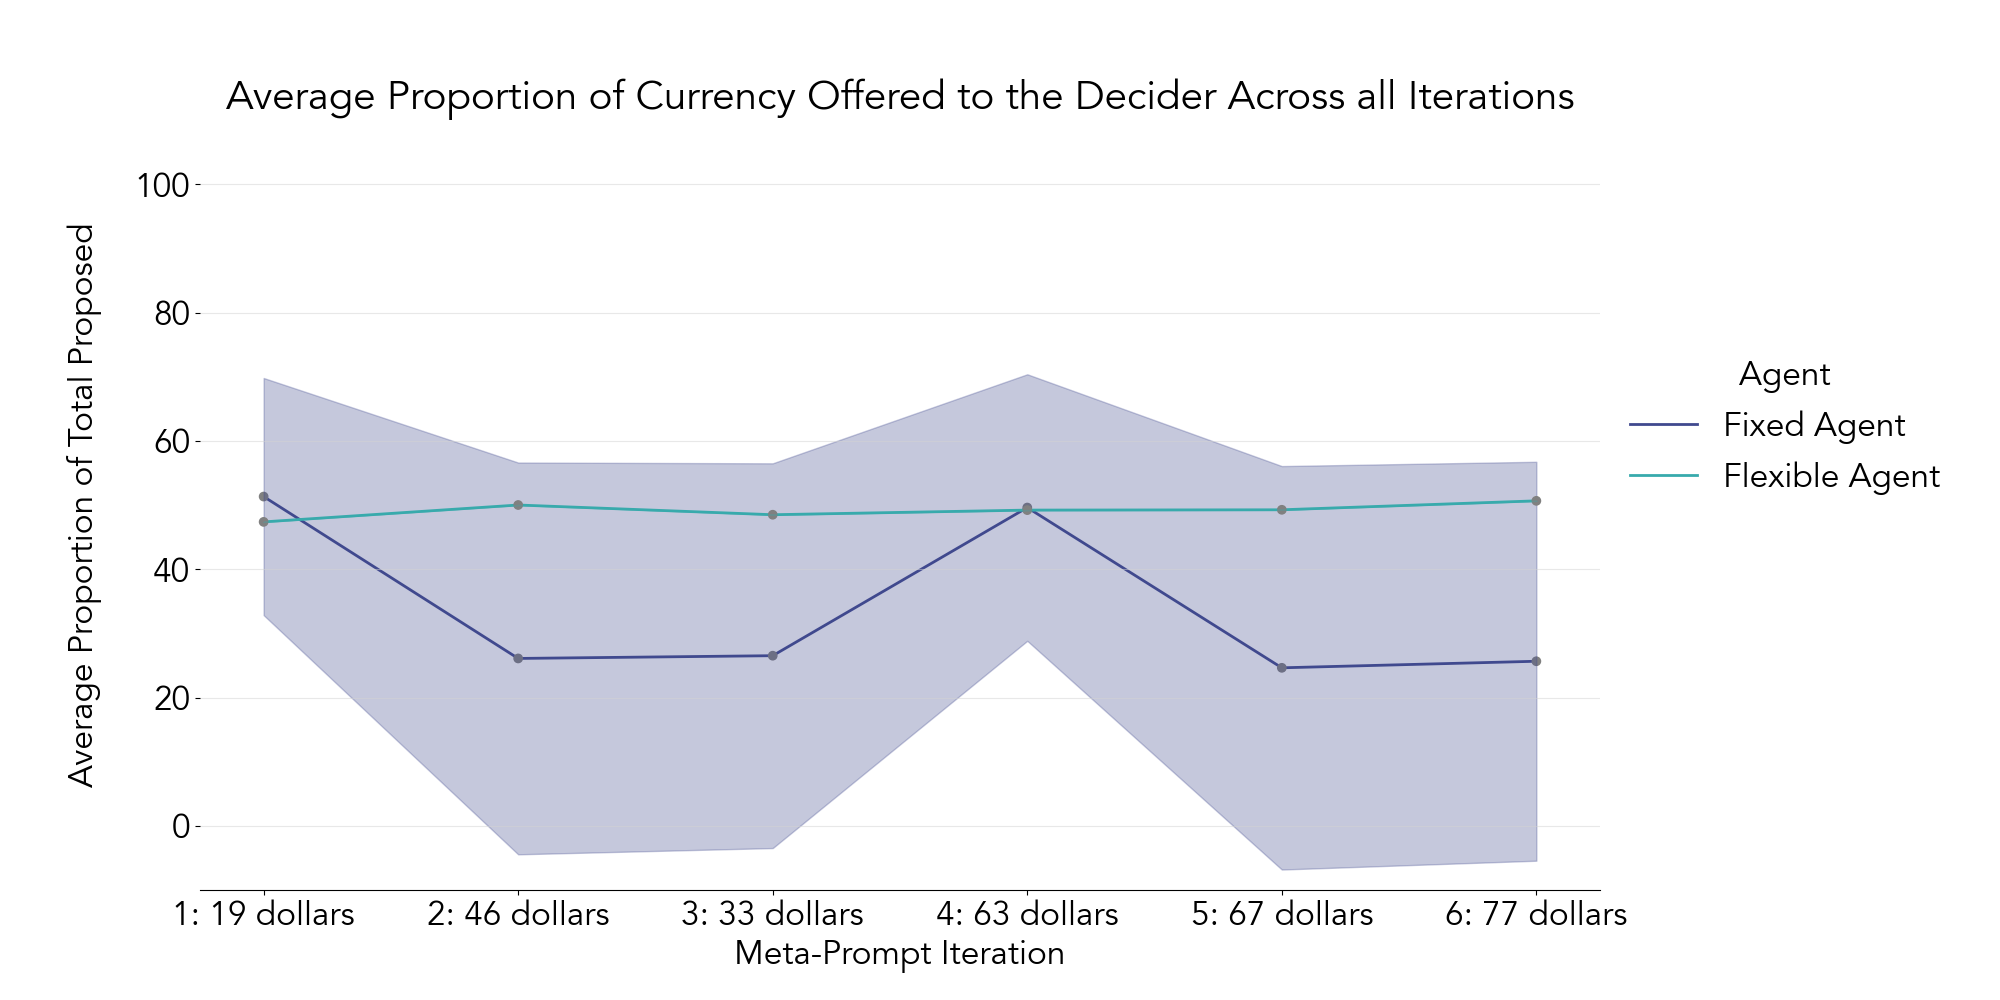 Average Proportion of Currency Offered to the Decider Across all Iterations
Average Proportion of Total Proposed
100
80
60
40
20
0
1: 19 dollars
2: 46 dollars
3: 33 dollars
4: 63 dollars
5: 67 dollars
6: 77 dollars
Meta-Prompt Iteration
Agent
Fixed Agent
Flexible Agent